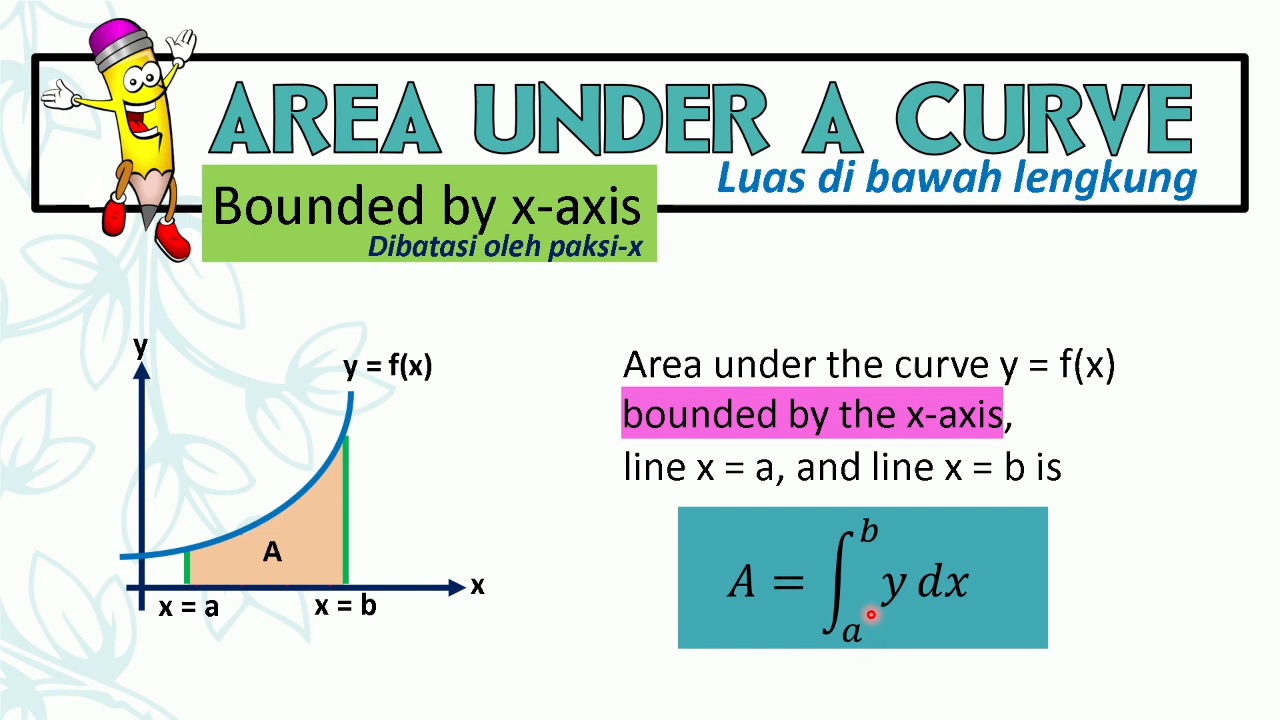 AREA UNDER A CURVE
Luas di bawah lengkung
Bounded by x-axis
Dibatasi oleh paksi-x
y
y = f(x)
A
x
x = a
x = b
Area under the curve y = f(x)
bounded by the x-axis,
line x = a, and line x = b is
A = ∫_a^b y dx